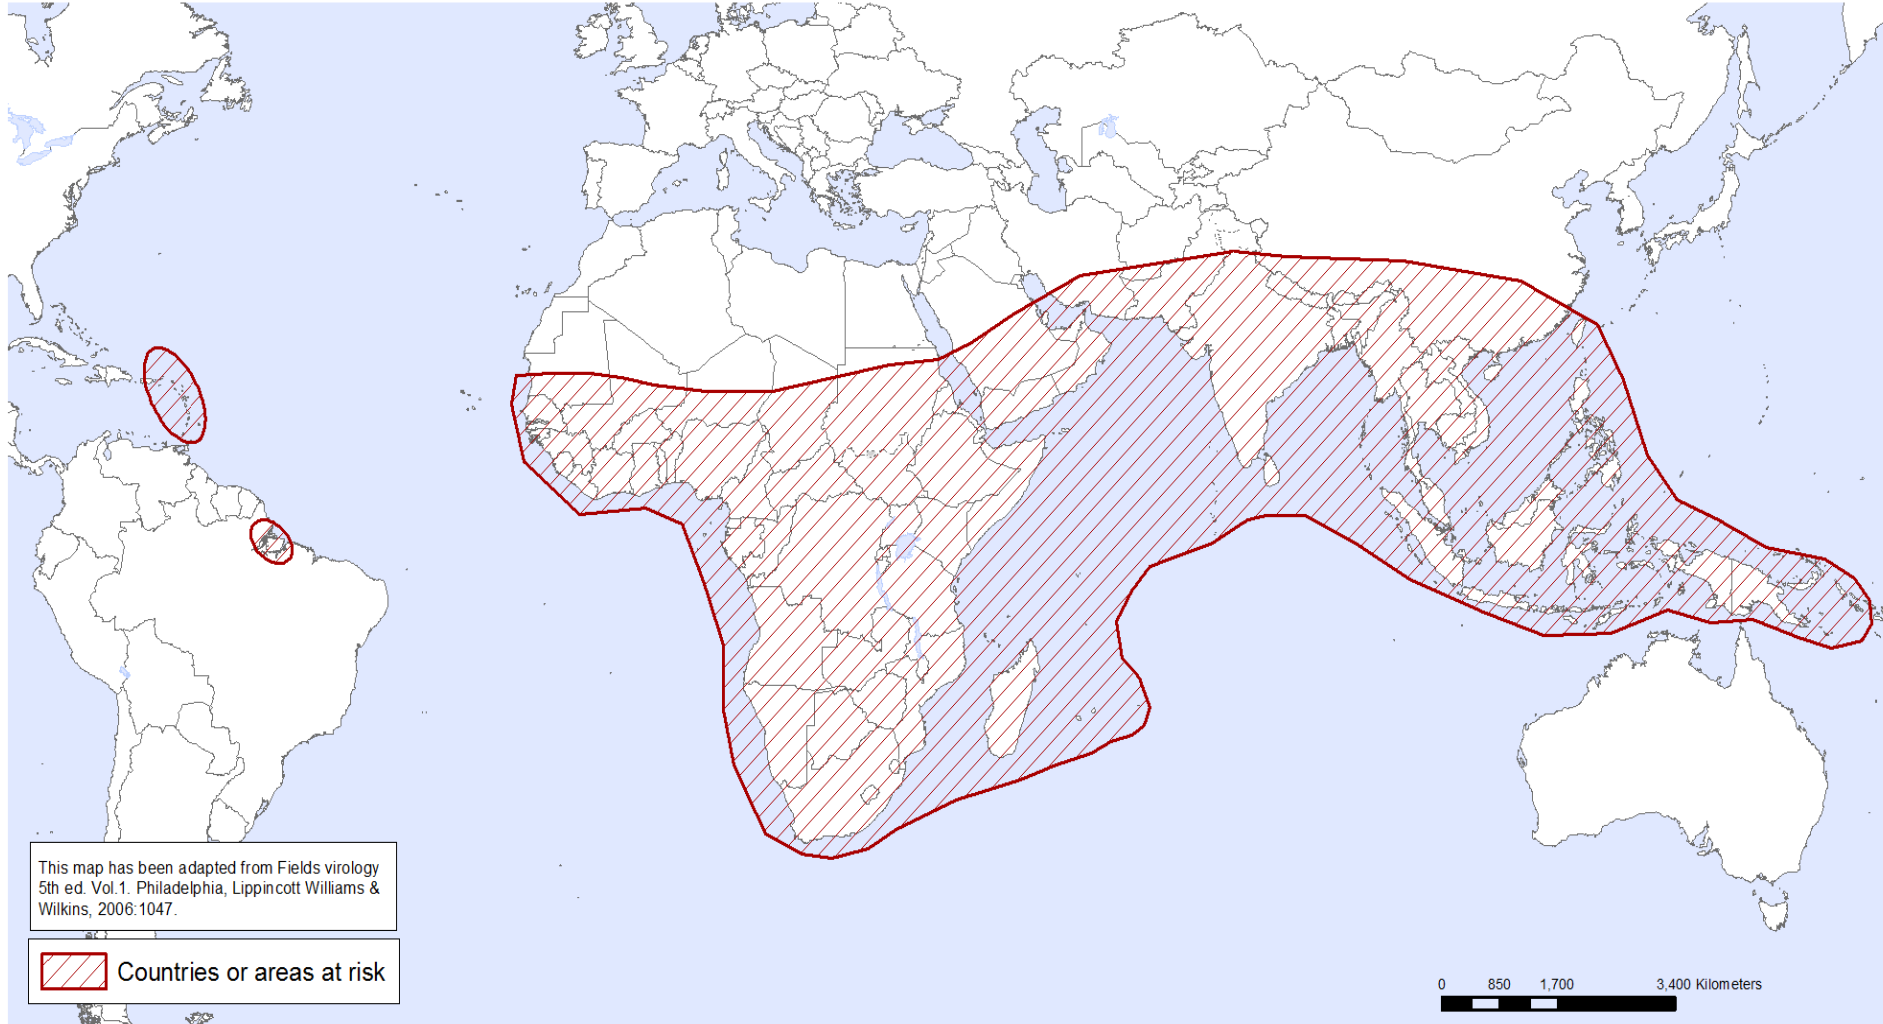 This map has been adapted from Fields virology
5th ed. Vol.1. Philadelphia, Lippincott Williams &
Wilkins, 2006:1047.
Countries or areas at risk
0 850 1,700 3,400 Kilometers